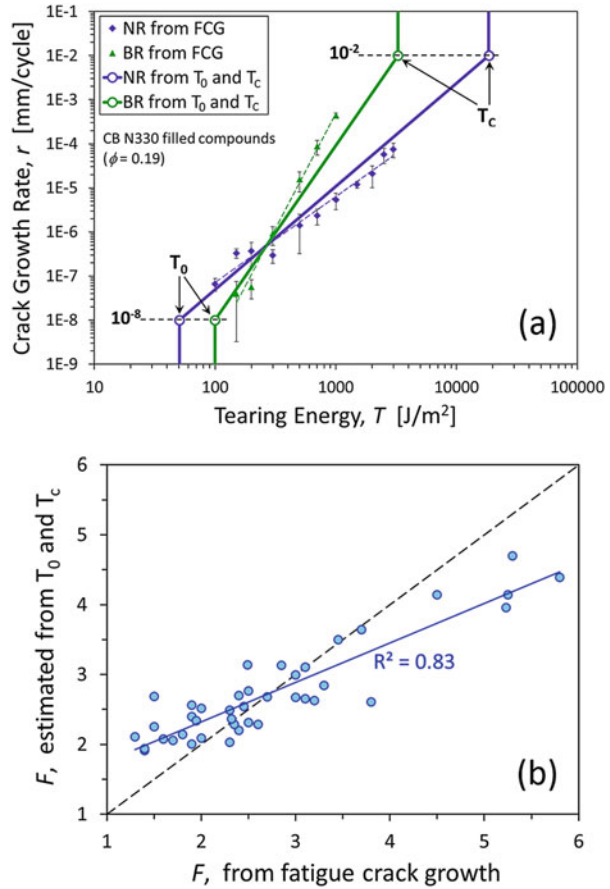 NR from FCG
BR from FCG
NR from T0 and Tc
BR from T0 and Tc
CB N330 filled compounds
(ϕ = 0.19)
1E-1
1E-2
1E-3
1E-4
1E-5
1E-6
1E-7
1E-8
1E-9
Crack Growth Rate, r [mm/cycle]
10-2
Tc
T0
10-8
(a)
10 100 1000 10000 100000
Tearing Energy, T [J/m2]
6
5
4
3
2
1
F, estimated from T0 and Tc
R2 = 0.83
(b)
1 2 3 4 5 6
F, from fatigue crack growth